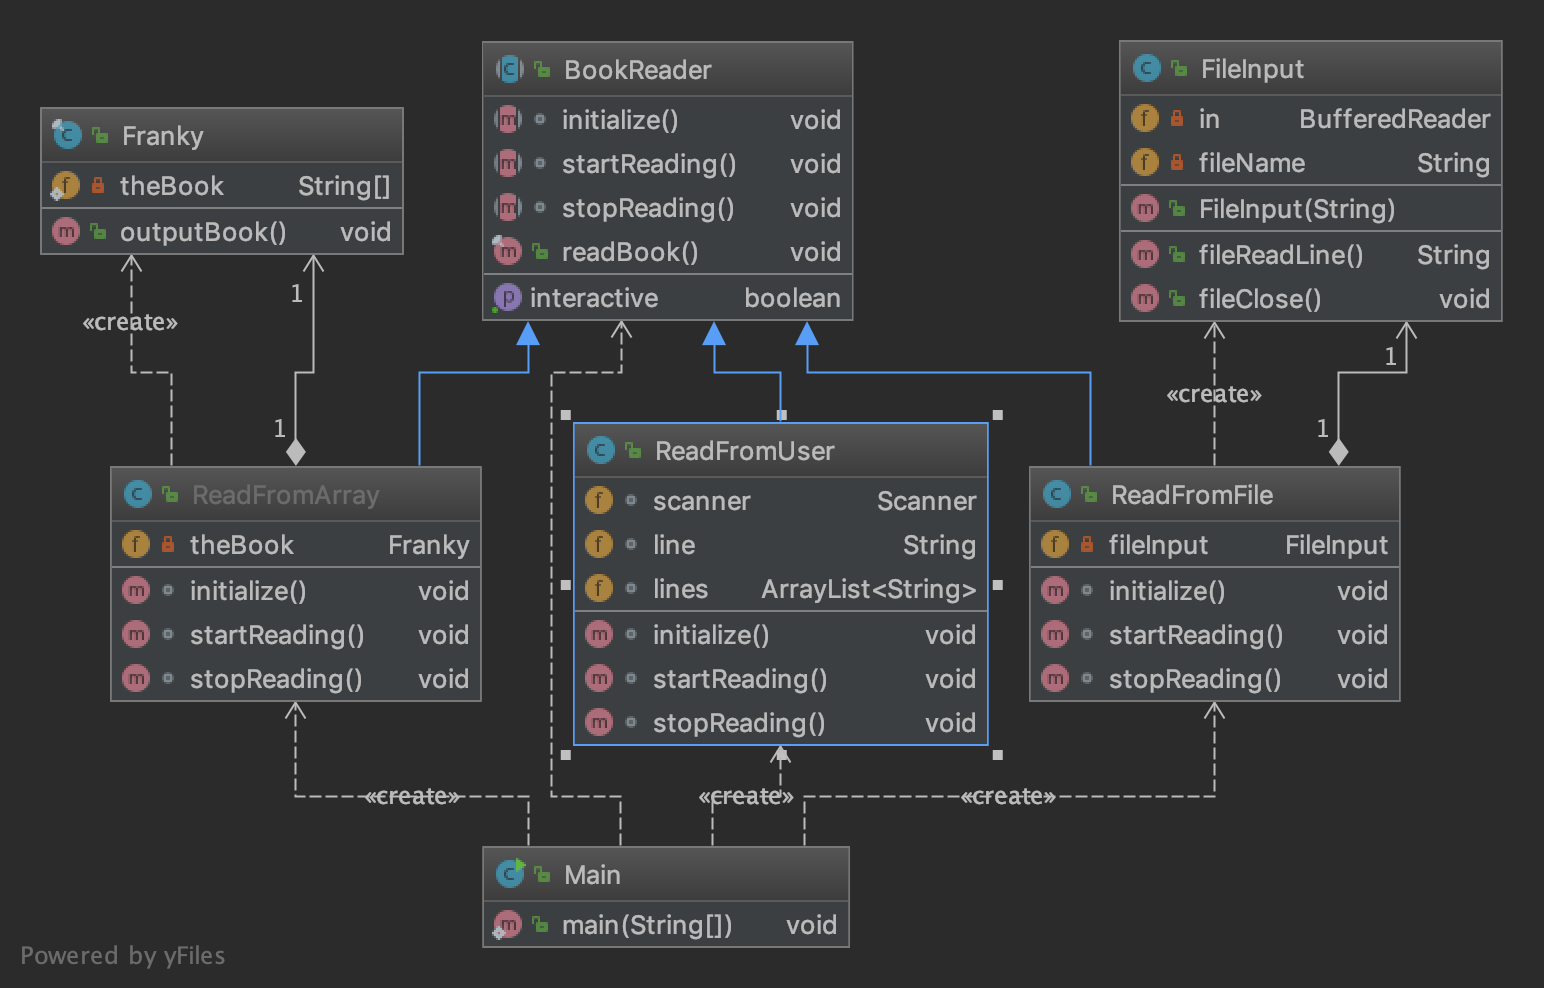 Franky
theBook String[]
outputBook() void
BookReader
initialize() void
startReading() void
stopReading() void
readBook() void
interactive boolean
FileInput
in BufferedReader
fileName String
FileInput(String)
fileReadLine() String
fileClose() void
«create»
1
1
«create»
1
1
ReadFromArray
theBook Franky
initialize() void
startReading() void
stopReading() void
ReadFromUser
scanner Scanner
line String
lines ArrayList<String>
initialize() void
startReading() void
stopReading() void
ReadFromFile
fileInput FileInput
initialize() void
startReading() void
stopReading() void
«create»
«create»
«create»
Main
main(String[]) void
Powered by yFiles